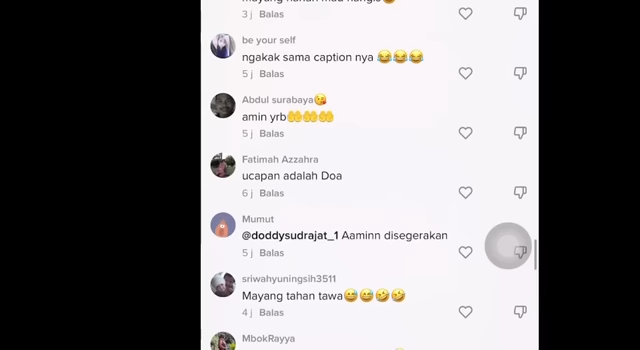 3 j Balas
be your self
ngakak sama caption nya 😂😂😂
5 j Balas
Abdul surabaya😘
amin yrb🤲🤲🤲
5 j Balas
Fatimah Azzahra
ucapan adalah Doa
6 j Balas
Mumut
@doddysudrajat_1 Aaminn disegerakan
5 j Balas
sriwahyuningsih3511
Mayang tahan tawa😅😅🤣🤣
4 j Balas
MbokRayya